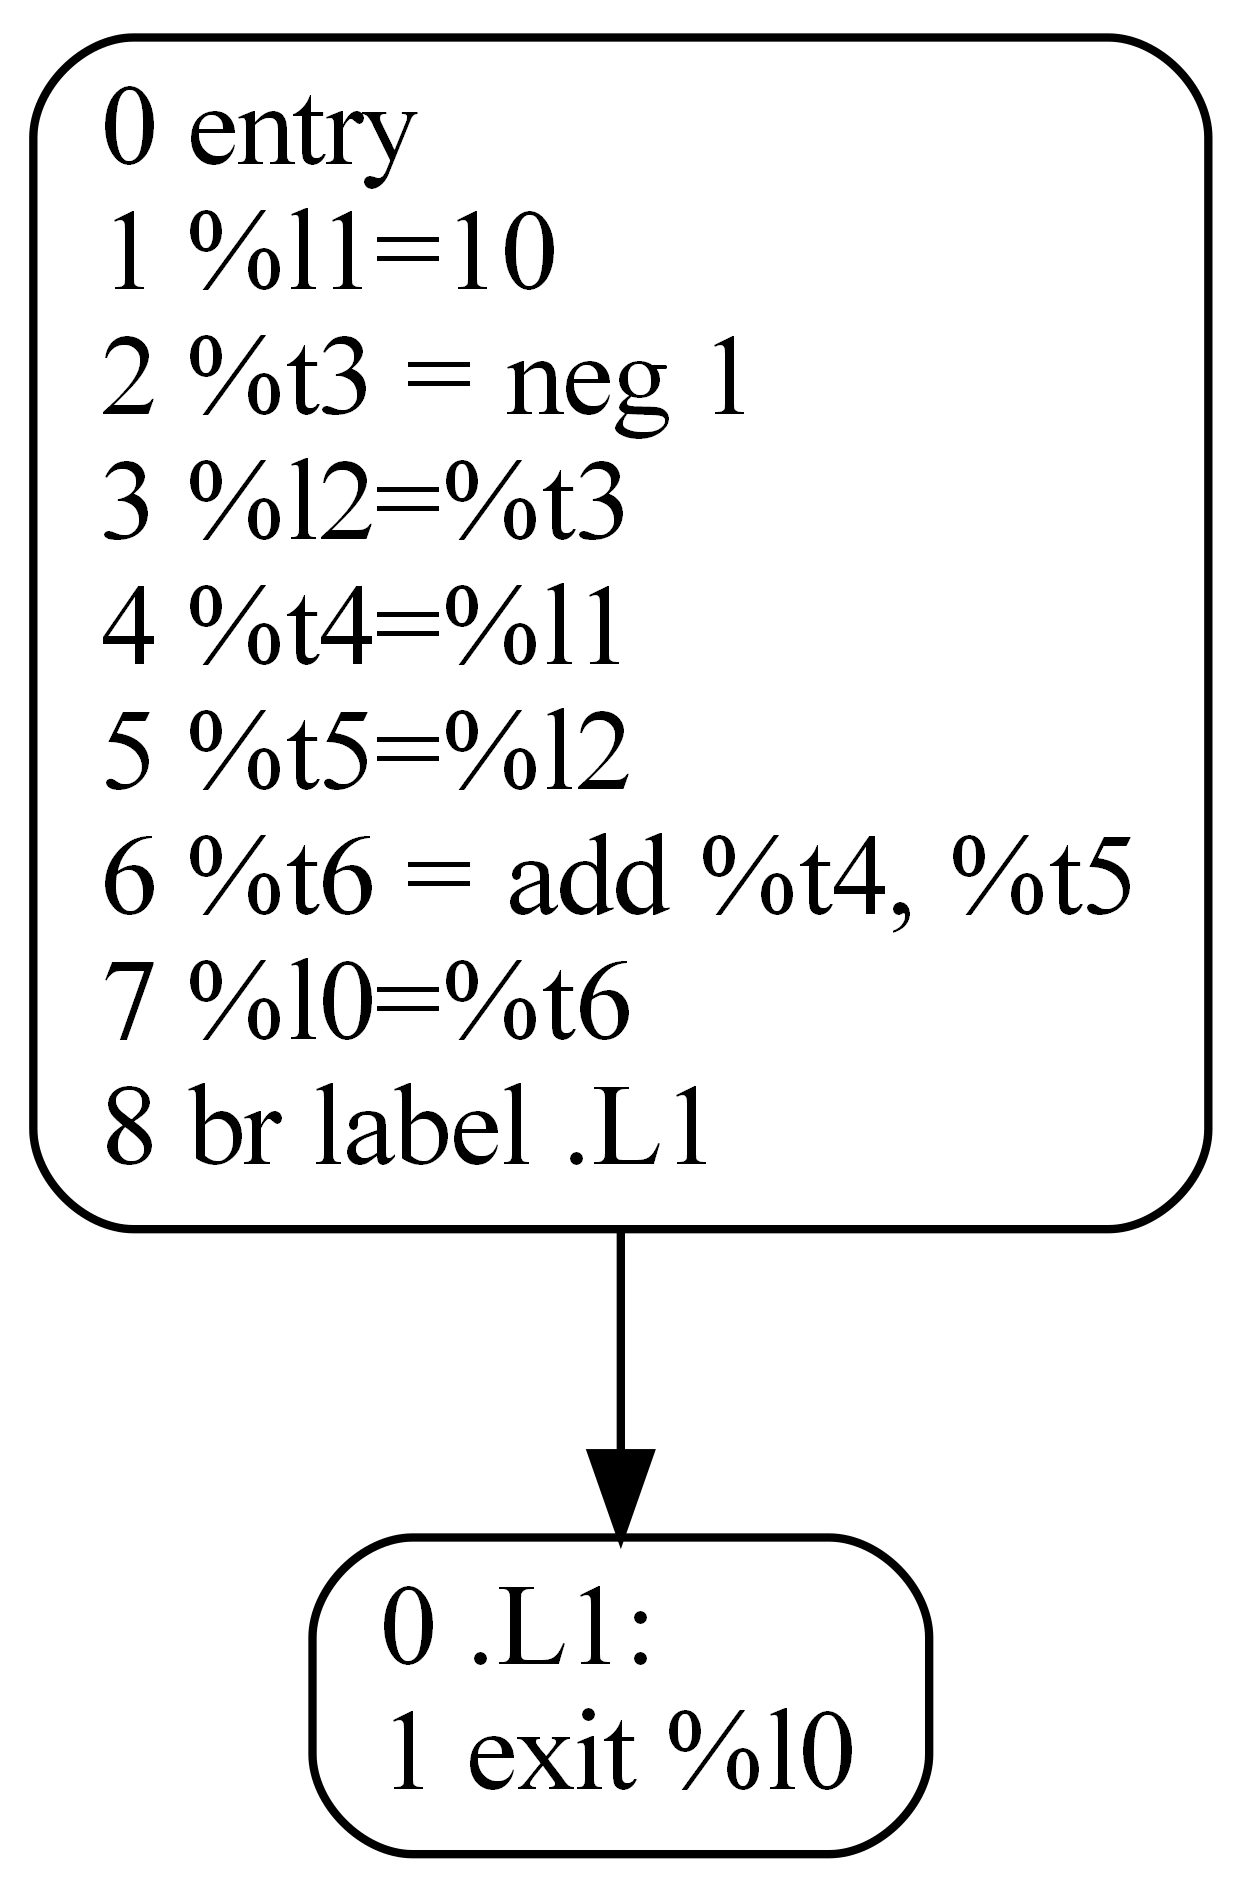 0 entry
1 %l1=10
2 %t3 = neg 1
3 %l2=%t3
4 %t4=%l1
5 %t5=%l2
6 %t6 = add %t4, %t5
7 %l0=%t6
8 br label .L1
0 .L1:
1 exit %l0